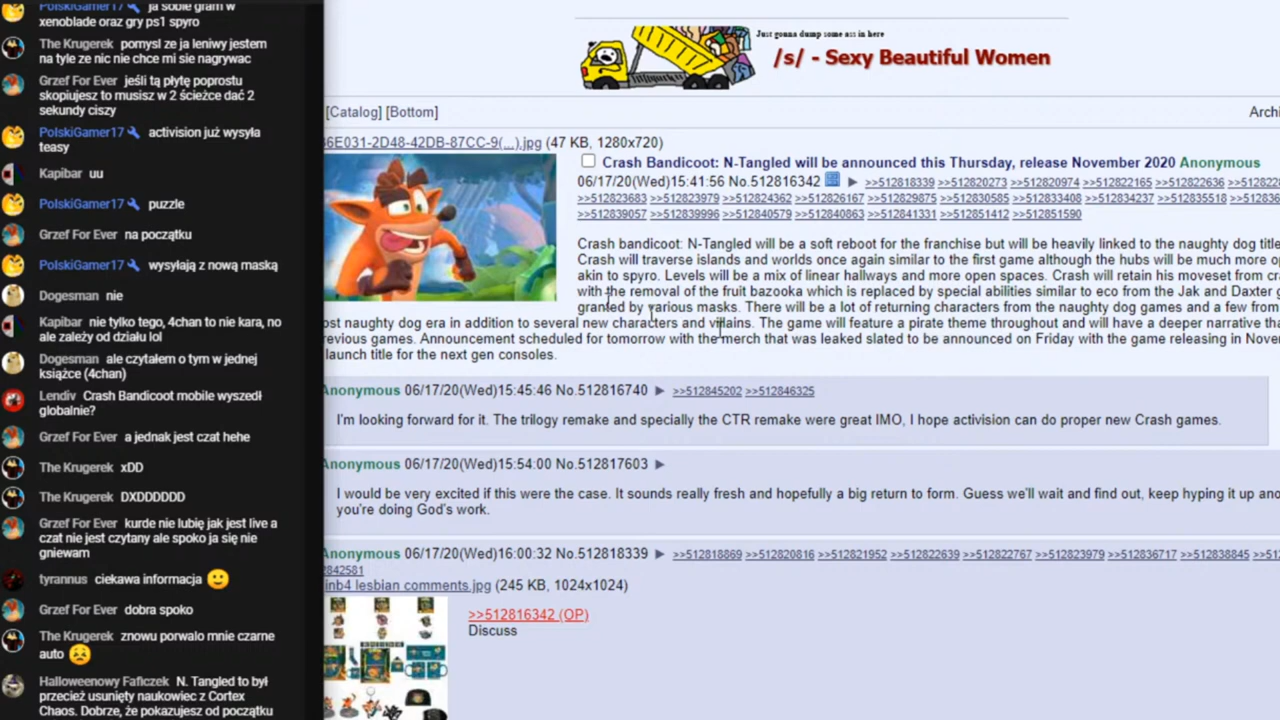 PolskiGamer17 ja sobie gram w
xenoblade oraz gry ps1 spyro
The Krugerek pomysl ze ja leniwy jestem
na tyle ze nic nie chce mi sie nagrywac
Grzef For Ever jeśli tą płytę poprostu
skopiujesz to musisz w 2 ścieżce dać 2
sekundy ciszy
PolskiGamer17 activision już wysyła
teasy
Kapibar uu
PolskiGamer17 puzzle
Grzef For Ever na początku
PolskiGamer17 wysyłają z nową maską
Dogesman nie
Kapibar nie tylko tego, 4chan to nie kara, no
ale zależy od działu lol
Dogesman ale czytałem o tym w jednej
książce (4chan)
Lendiv Crash Bandicoot mobile wyszedł
globalnie?
Grzef For Ever a jednak jest czat hehe
The Krugerek xDD
The Krugerek DXDDDDDD
Grzef For Ever kurde nie lubię jak jest live a
czat nie jest czytany ale spoko ja się nie
gniewam
tyrannus ciekawa informacja 🙂
Grzef For Ever dobra spoko
The Krugerek znowu porwalo mnie czarne
auto 😣
Halloweenowy Faficzek N. Tangled to był
przecież usunięty naukowiec z Cortex
Chaos. Dobrze, że pokazujesz od początku
Just gonna dump some ass in here
/s/ - Sexy Beautiful Women
[Catalog] [Bottom]
Archi
6E031-2D48-42DB-87CC-9(...).jpg (47 KB, 1280x720)
Crash Bandicoot: N-Tangled will be announced this Thursday, release November 2020 Anonymous
06/17/20(Wed)15:41:56 No.512816342 ▶ >>512818339 >>512820273 >>512820974 >>512822165 >>512822636 >>512822
>>512823683 >>512823979 >>512824362 >>512826167 >>512829875 >>512830585 >>512833408 >>512834237 >>512835518 >>51283
>>512839057 >>512839996 >>512840579 >>512840863 >>512841331 >>512851412 >>512851590
Crash bandicoot: N-Tangled will be a soft reboot for the franchise but will be heavily linked to the naughty dog title
Crash will traverse islands and worlds once again similar to the first game although the hubs will be much more op
akin to spyro. Levels will be a mix of linear hallways and more open spaces. Crash will retain his moveset from cr
with the removal of the fruit bazooka which is replaced by special abilities similar to eco from the Jak and Daxter g
granted by various masks. There will be a lot of returning characters from the naughty dog games and a few from
ost naughty dog era in addition to several new characters and villains. The game will feature a pirate theme throughout and will have a deeper narrative tha
revious games. Announcement scheduled for tomorrow with the merch that was leaked slated to be announced on Friday with the game releasing in Nove
launch title for the next gen consoles.
Anonymous 06/17/20(Wed)15:45:46 No.512816740 ▶ >>512845202 >>512846325
I'm looking forward for it. The trilogy remake and specially the CTR remake were great IMO, I hope activision can do proper new Crash games.
Anonymous 06/17/20(Wed)15:54:00 No.512817603 ▶
I would be very excited if this were the case. It sounds really fresh and hopefully a big return to form. Guess we'll wait and find out, keep hyping it up ano
you're doing God's work.
Anonymous 06/17/20(Wed)16:00:32 No.512818339 ▶ >>512818869 >>512820816 >>512821952 >>512822639 >>512822767 >>512823979 >>512836717 >>512838845 >>51
2842581
inb4 lesbian comments.jpg (245 KB, 1024x1024)
>>512816342 (OP)
Discuss